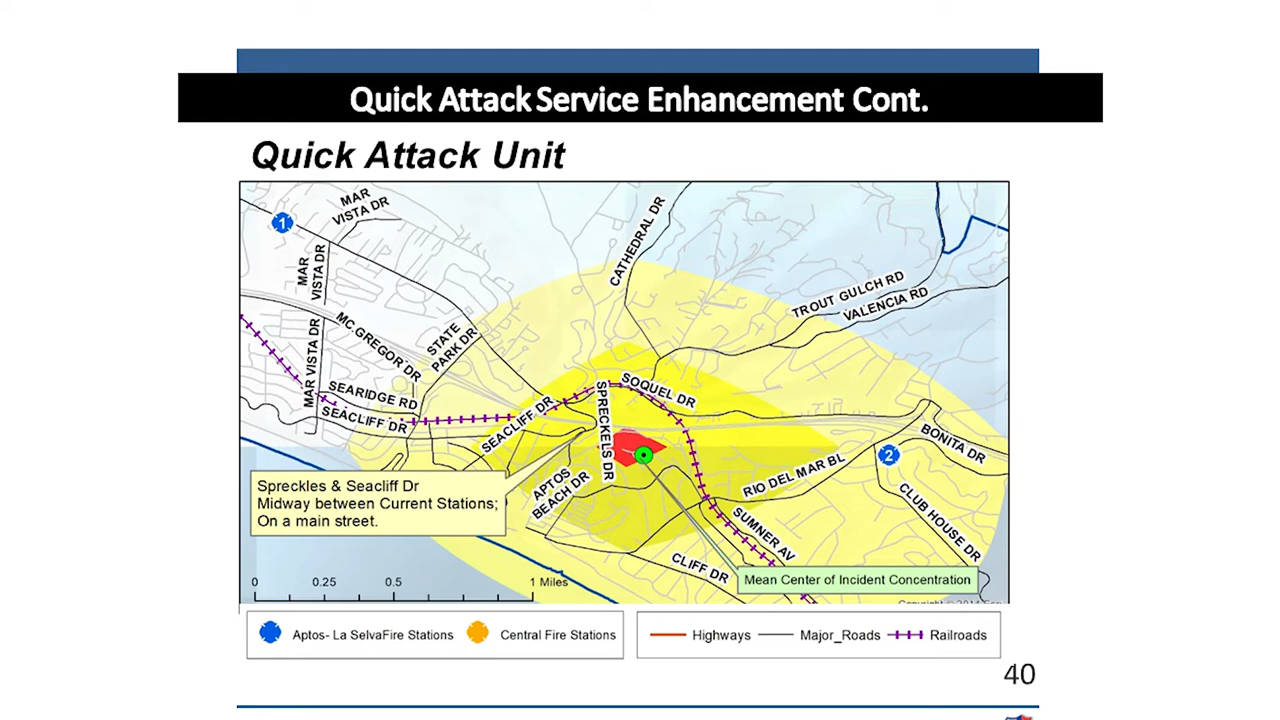 Quick Attack Service Enhancement Cont.
Quick Attack Unit
1
MAR
VISTA DR
CATHEDRAL DR
MAR
VISTA DR
TROUT GULCH RD
VALENCIA RD
MC GREGOR DR
STATE
PARK DR
MAR VISTA DR
SEARIDGE RD
SEACLIFF DR
SEACLIFF DR
SPRECKELS DR
SOQUEL DR
BONITA DR
2
RIO DEL MAR BL
APTOS
BEACH DR
CLUB HOUSE DR
SUMNER AV
CLIFF DR
Spreckles & Seacliff Dr
Midway between Current Stations;
On a main street.
Mean Center of Incident Concentration
0 0.25 0.5 1 Miles
Aptos- La SelvaFire Stations
Central Fire Stations
Highways
Major_Roads
Railroads
40